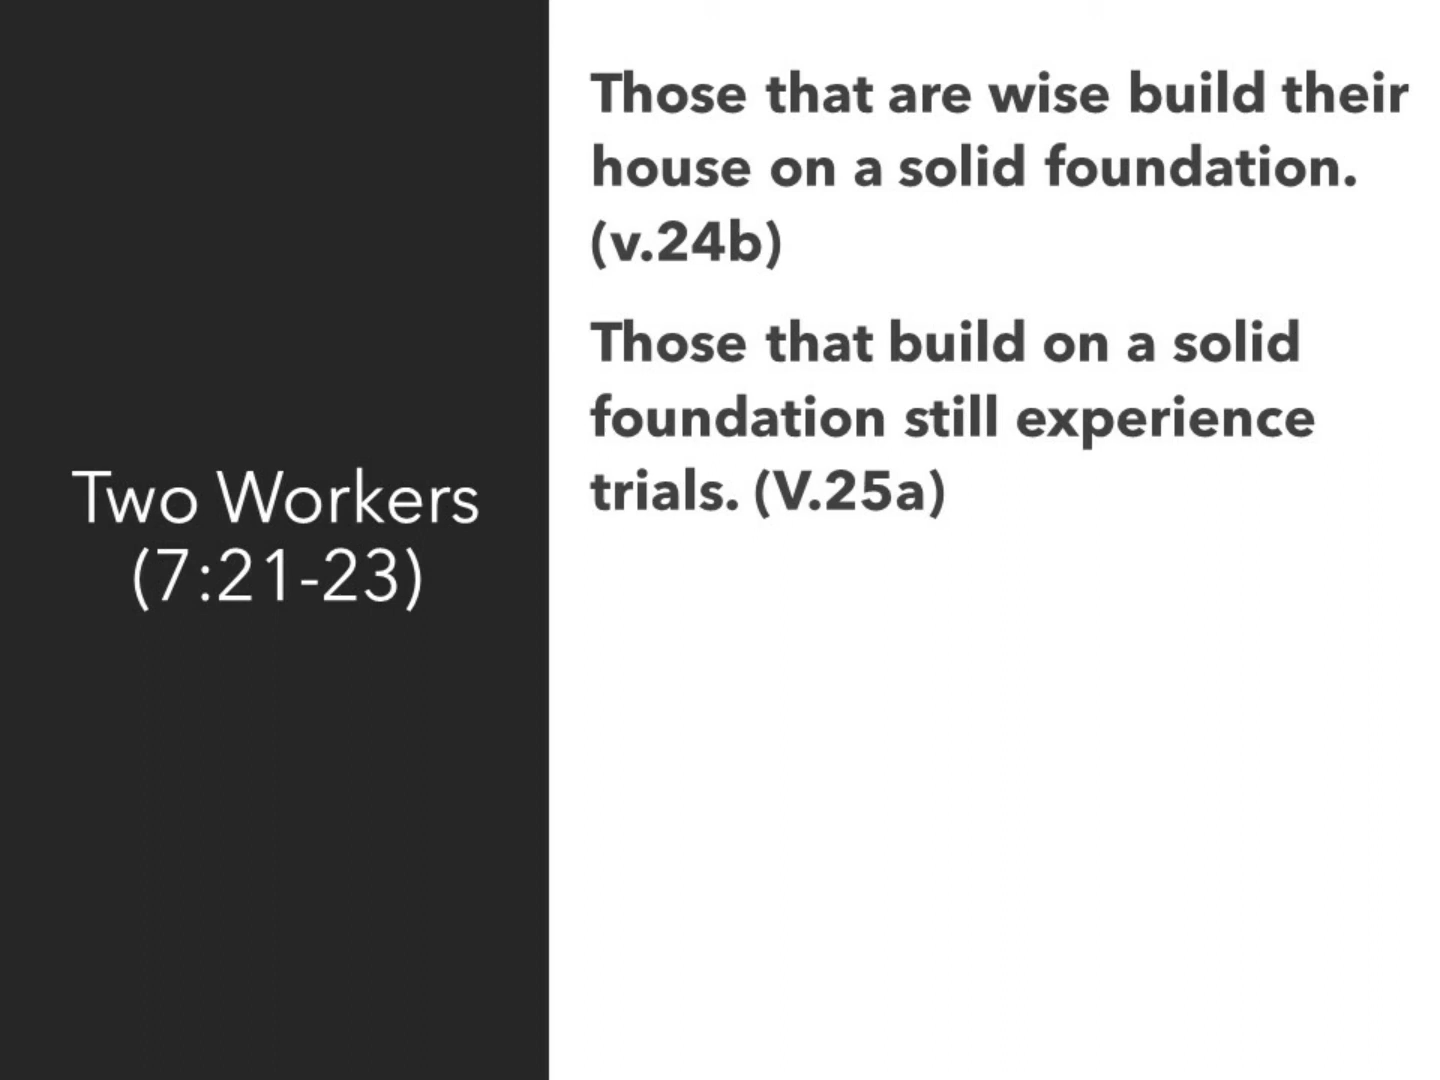 Two Workers
(7:21-23)
Those that are wise build their
house on a solid foundation.
(v.24b)
Those that build on a solid
foundation still experience
trials. (V.25a)